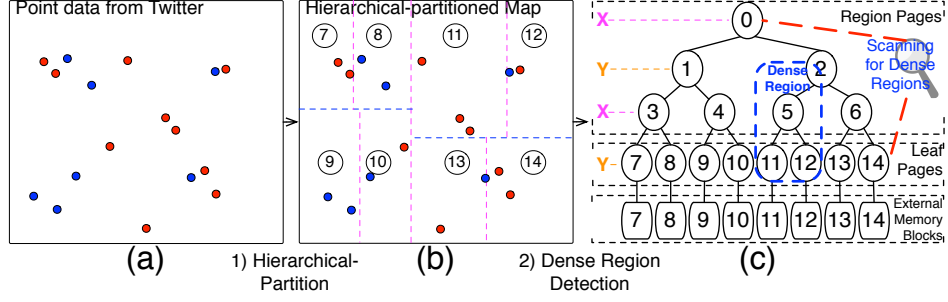 Point data from Twitter
(a)
1) Hierarchical-
Partition
Hierarchical-partitioned Map
7 8 11 12
9 10 13 14
(b)
2) Dense Region
Detection
X 0 Region Pages
Scanning
for Dense
Regions
Y 1 2
Dense
Region
X 3 4 5 6
Y 7 8 9 10 11 12 13 14
Leaf
Pages
7 8 9 10 11 12 13 14
External
Memory
Blocks
(c)